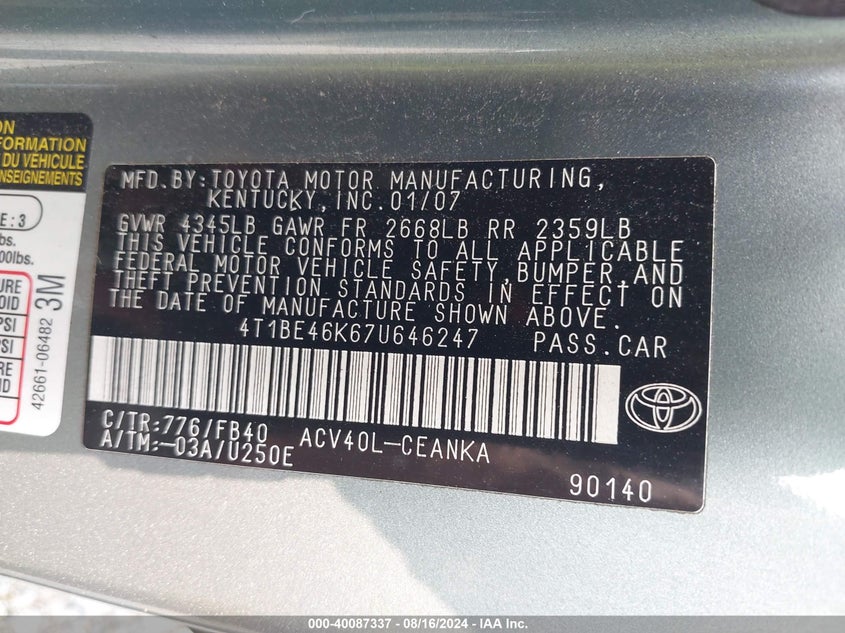 ON
FORMATION
DU VÉHICULE
ENSEIGNEMENTS
E : 3
bs.
00lbs.
URE
OID
PSI
PSI
RE
ND
42661-06482 3M
MFD.BY:TOYOTA MOTOR MANUFACTURING,
KENTUCKY,INC.01/07
GVWR 4345LB GAWR FR 2668LB RR 2359LB
THIS VEHICLE CONFORMS TO ALL APPLICABLE
FEDERAL MOTOR VEHICLE SAFETY,BUMPER,AND
THEFT PREVENTION STANDARDS IN EFFECT ON
THE DATE OF MANUFACTURE SHOWN ABOVE.
4T1BE46K67U646247 PASS.CAR
C/TR:776/FB40 ACV40L-CEANKA
A/TM:-03A/U250E
90140
000-40087337 - 08/16/2024 - IAA Inc.